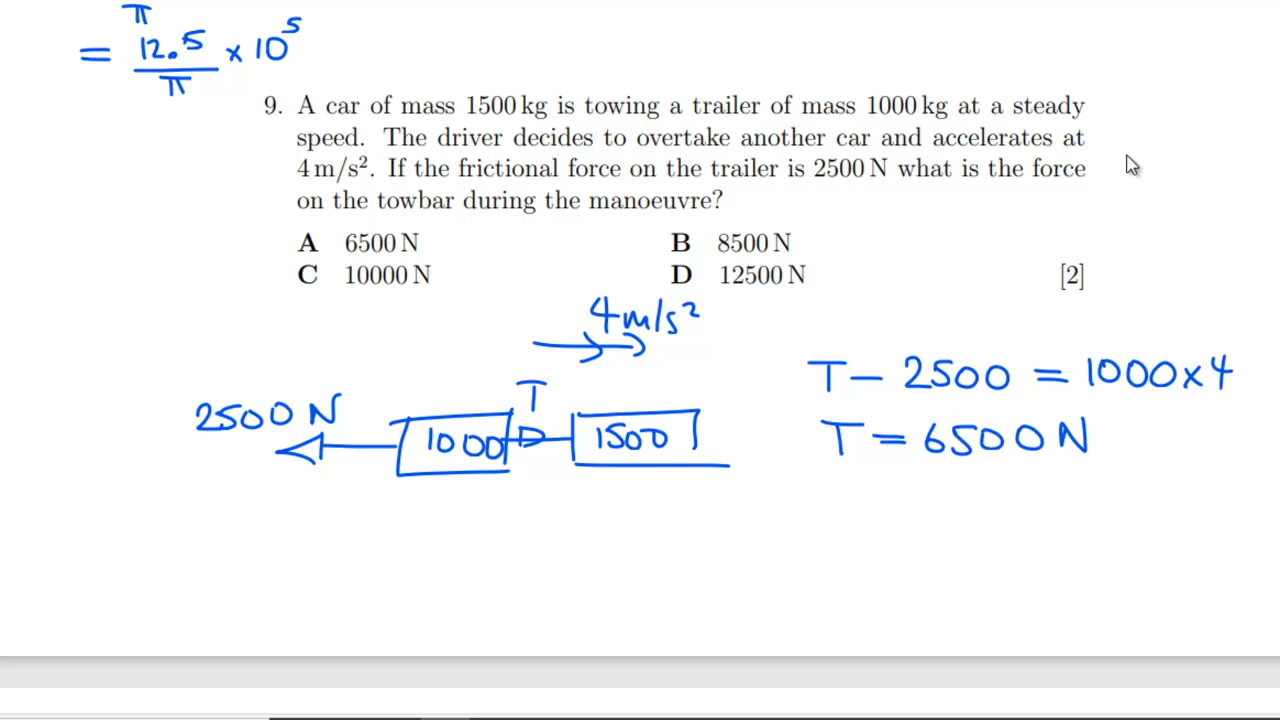 π
= 12.5/π × 10⁵
9. A car of mass 1500 kg is towing a trailer of mass 1000 kg at a steady
speed. The driver decides to overtake another car and accelerates at
4 m/s². If the frictional force on the trailer is 2500 N what is the force
on the towbar during the manoeuvre?
A 6500 N B 8500 N
C 10000 N D 12500 N [2]
4m/s²
T − 2500 = 1000×4
2500 N T
1000 1500 T = 6500 N